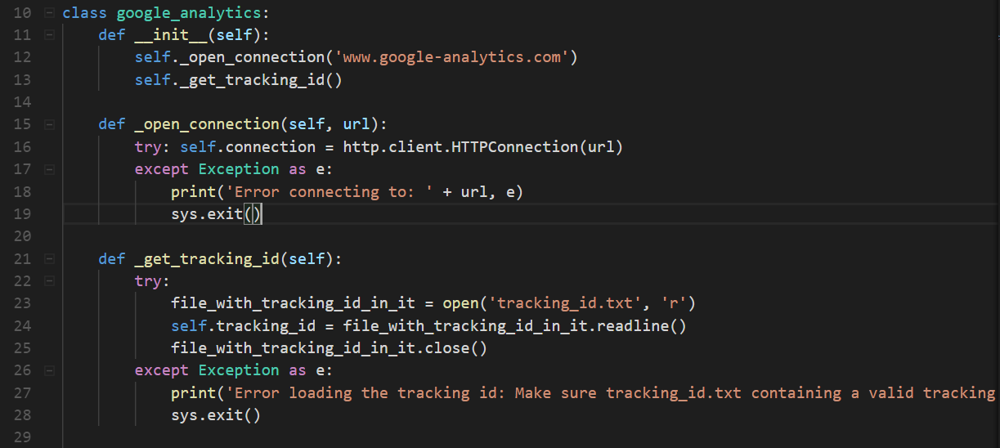 10 class google_analytics:
11     def __init__(self):
12         self._open_connection('www.google-analytics.com')
13         self._get_tracking_id()
14
15     def _open_connection(self, url):
16         try: self.connection = http.client.HTTPConnection(url)
17         except Exception as e:
18             print('Error connecting to: ' + url, e)
19             sys.exit()
20
21     def _get_tracking_id(self):
22         try:
23             file_with_tracking_id_in_it = open('tracking_id.txt', 'r')
24             self.tracking_id = file_with_tracking_id_in_it.readline()
25             file_with_tracking_id_in_it.close()
26         except Exception as e:
27             print('Error loading the tracking id: Make sure tracking_id.txt containing a valid tracking
28             sys.exit()
29